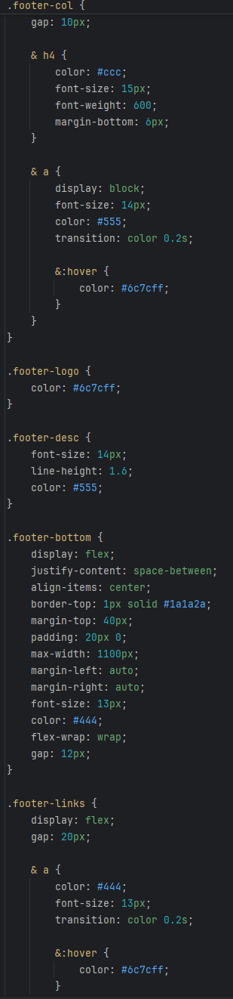 .footer-col {
    gap: 10px;

    & h4 {
        color: #ccc;
        font-size: 15px;
        font-weight: 600;
        margin-bottom: 6px;
    }

    & a {
        display: block;
        font-size: 14px;
        color: #555;
        transition: color 0.2s;

        &:hover {
            color: #6c7cff;
        }
    }
}

.footer-logo {
    color: #6c7cff;
}

.footer-desc {
    font-size: 14px;
    line-height: 1.6;
    color: #555;
}

.footer-bottom {
    display: flex;
    justify-content: space-between;
    align-items: center;
    border-top: 1px solid #1a1a2a;
    margin-top: 40px;
    padding: 20px 0;
    max-width: 1100px;
    margin-left: auto;
    margin-right: auto;
    font-size: 13px;
    color: #444;
    flex-wrap: wrap;
    gap: 12px;
}

.footer-links {
    display: flex;
    gap: 20px;

    & a {
        color: #444;
        font-size: 13px;
        transition: color 0.2s;

        &:hover {
            color: #6c7cff;
        }